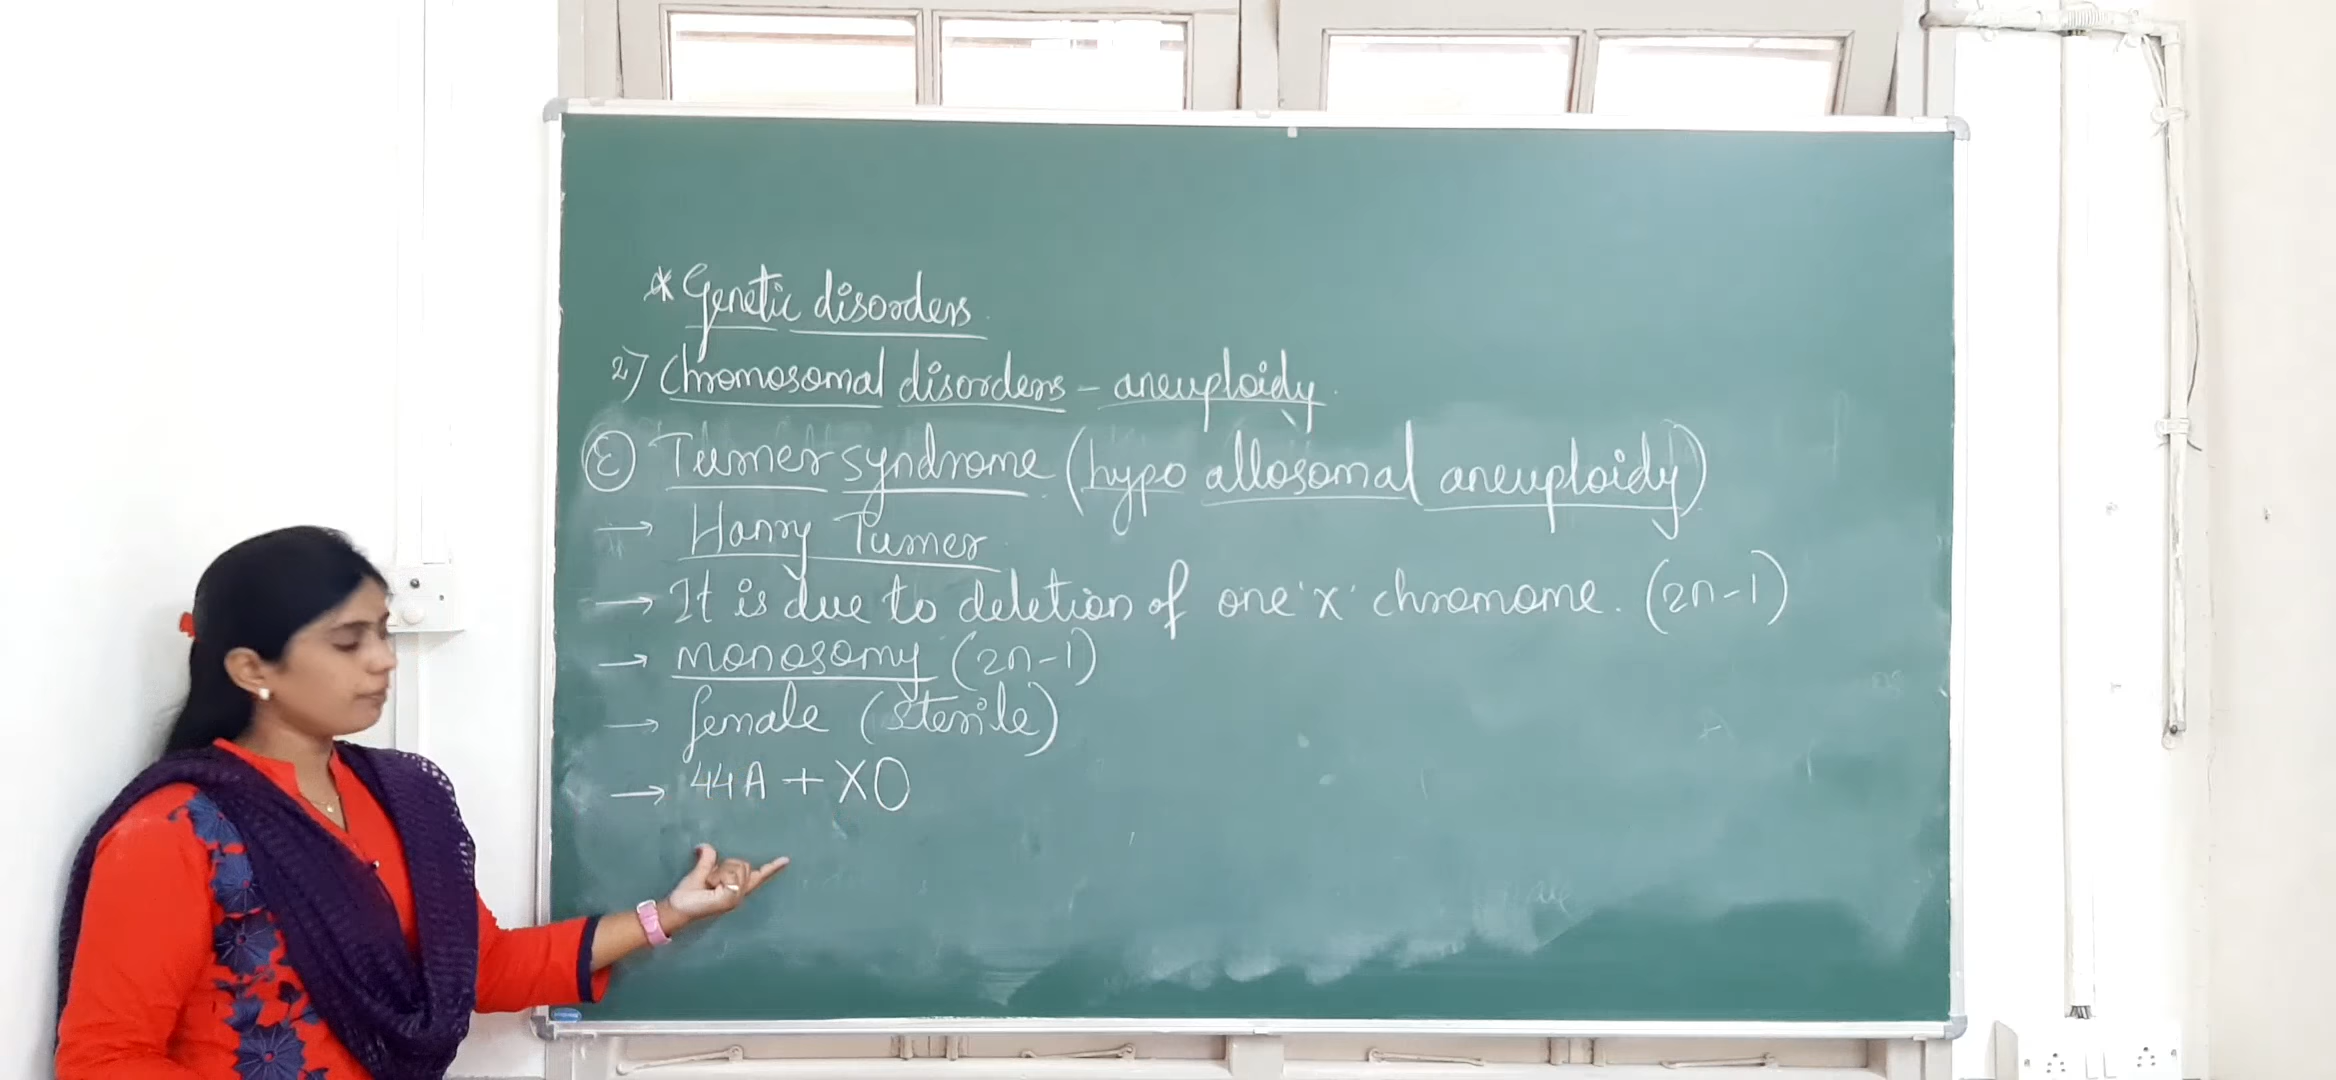 * Genetic disorders.
2) Chromosomal disorders - aneuploidy.
Turner syndrome (hypo allosomal aneuploidy)
→ Harry Turner.
→ It is due to deletion of one 'x' chromome. (2n-1)
→ monosomy (2n-1)
→ female (sterile)
→ 44A + XO